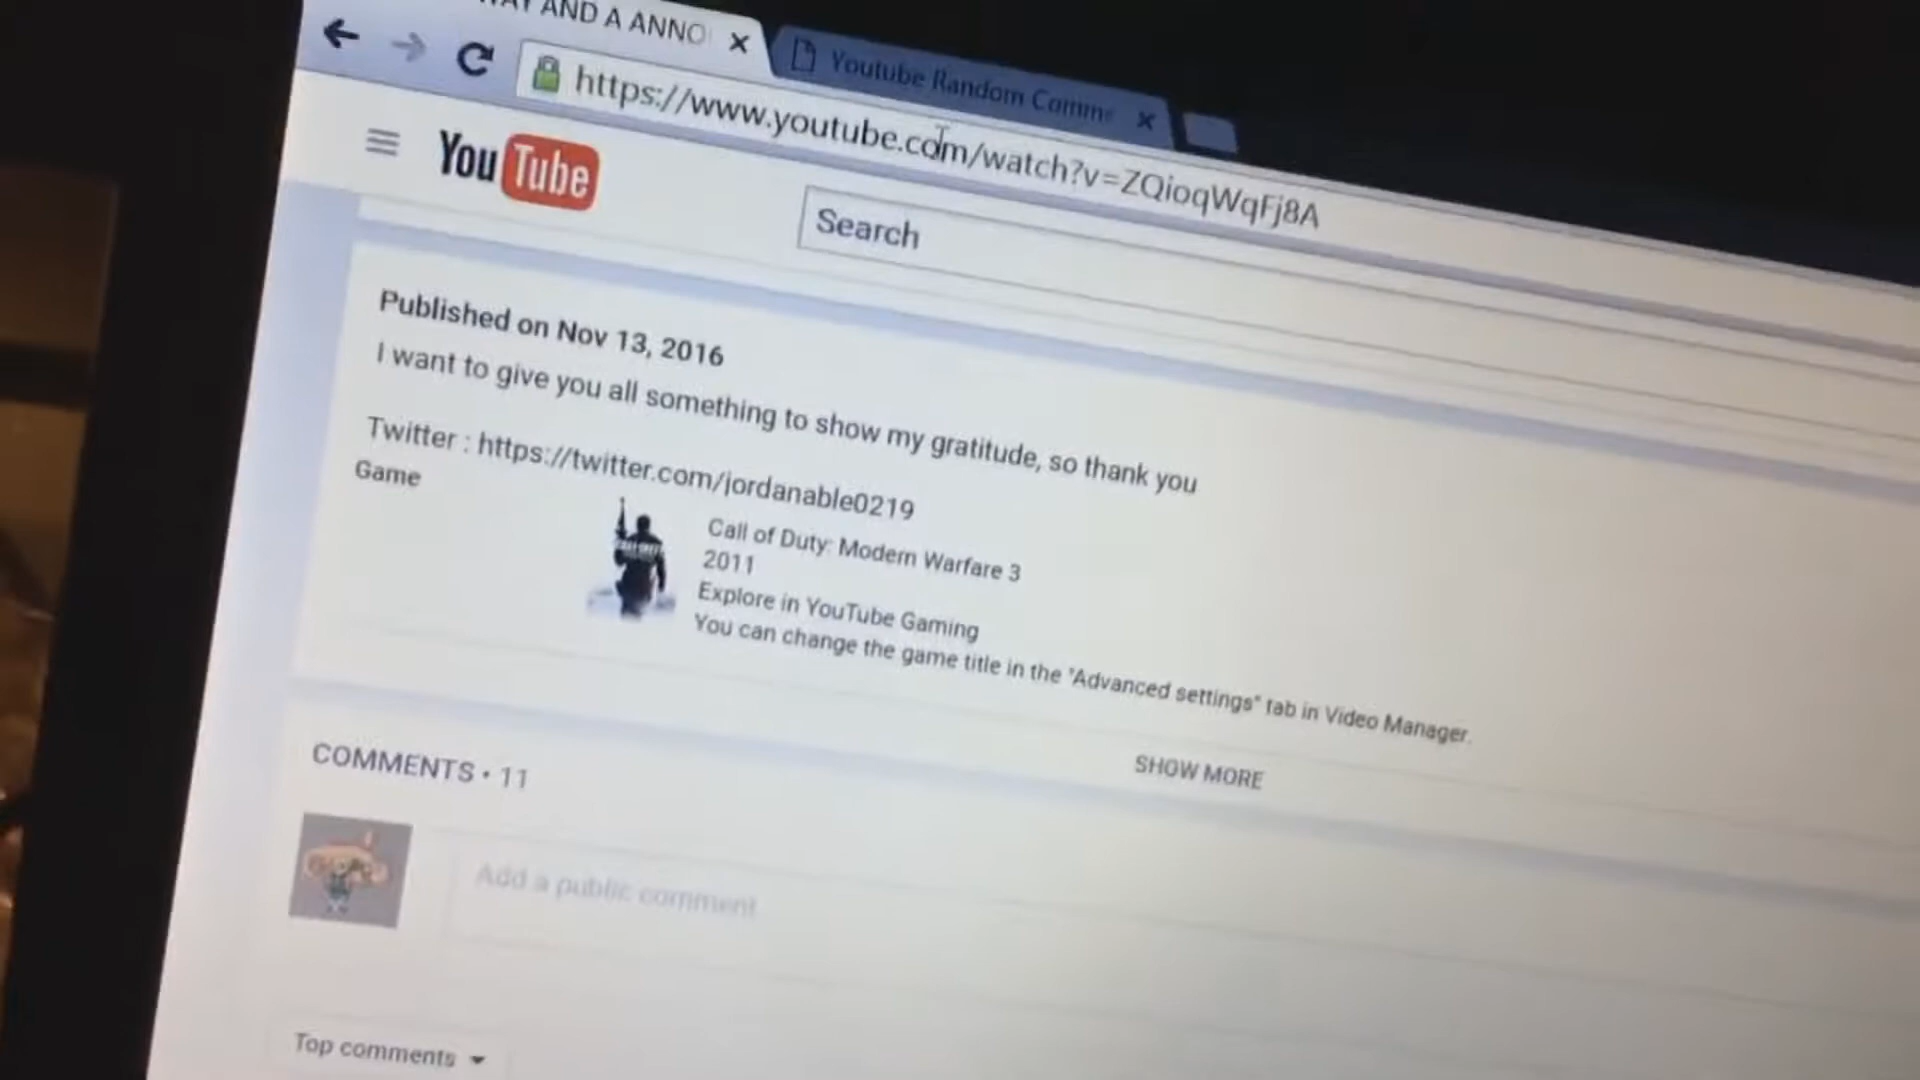 AND A ANNO
Youtube Random Comme
https://www.youtube.com/watch?v=ZQioqWqFj8A
YouTube
Search
Published on Nov 13, 2016
I want to give you all something to show my gratitude, so thank you
Twitter : https://twitter.com/jordanable0219
Game
Call of Duty: Modern Warfare 3
2011
Explore in YouTube Gaming
You can change the game title in the "Advanced settings" tab in Video Manager.
SHOW MORE
COMMENTS • 11
Add a public comment
Top comments